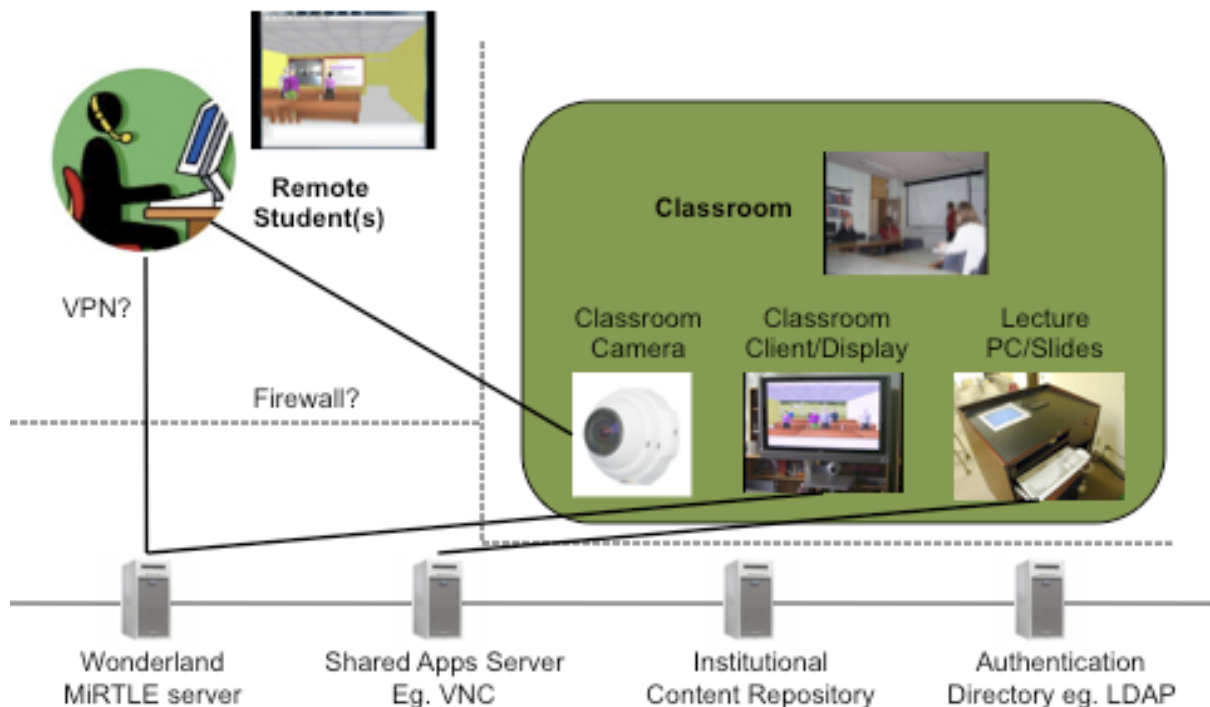 Remote
Student(s)
Classroom
VPN?
Classroom
Camera
Classroom
Client/Display
Lecture
PC/Slides
Firewall?
Wonderland
MiRTLE server
Shared Apps Server
Eg. VNC
Institutional
Content Repository
Authentication
Directory eg. LDAP